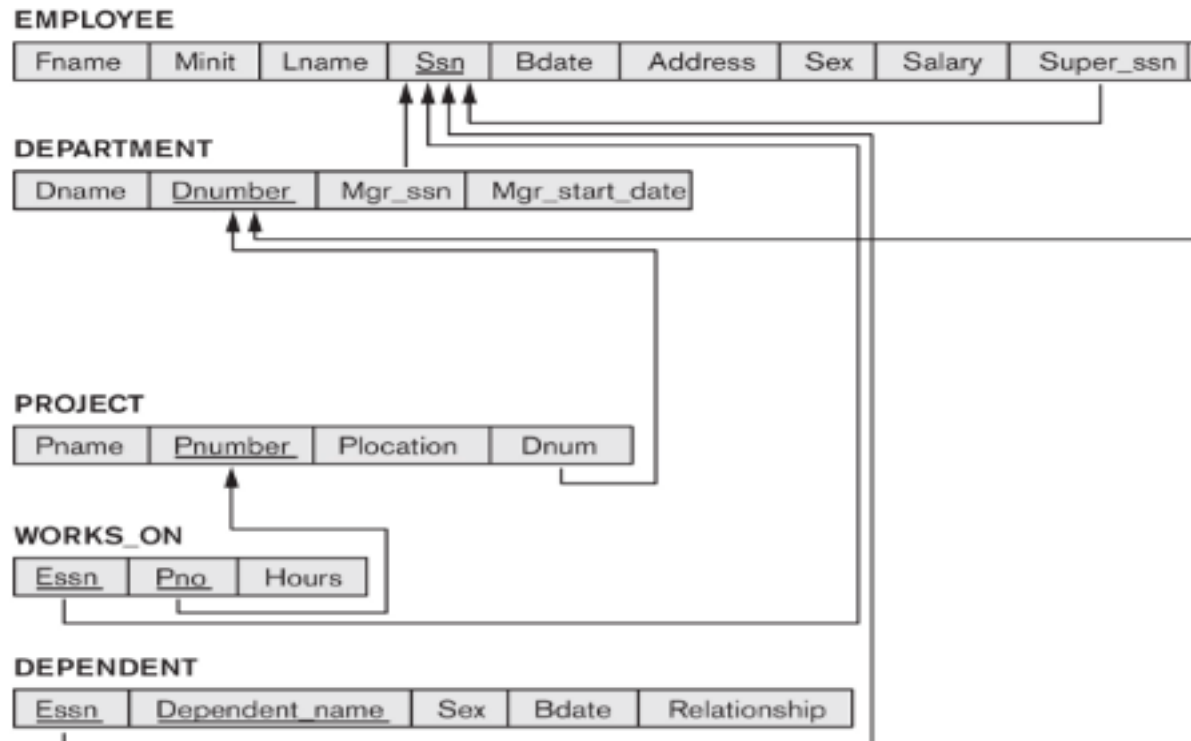 EMPLOYEE
Fname Minit Lname Ssn Bdate Address Sex Salary Super_ssn
DEPARTMENT
Dname Dnumber Mgr_ssn Mgr_start_date
PROJECT
Pname Pnumber Plocation Dnum
WORKS_ON
Essn Pno Hours
DEPENDENT
Essn Dependent_name Sex Bdate Relationship